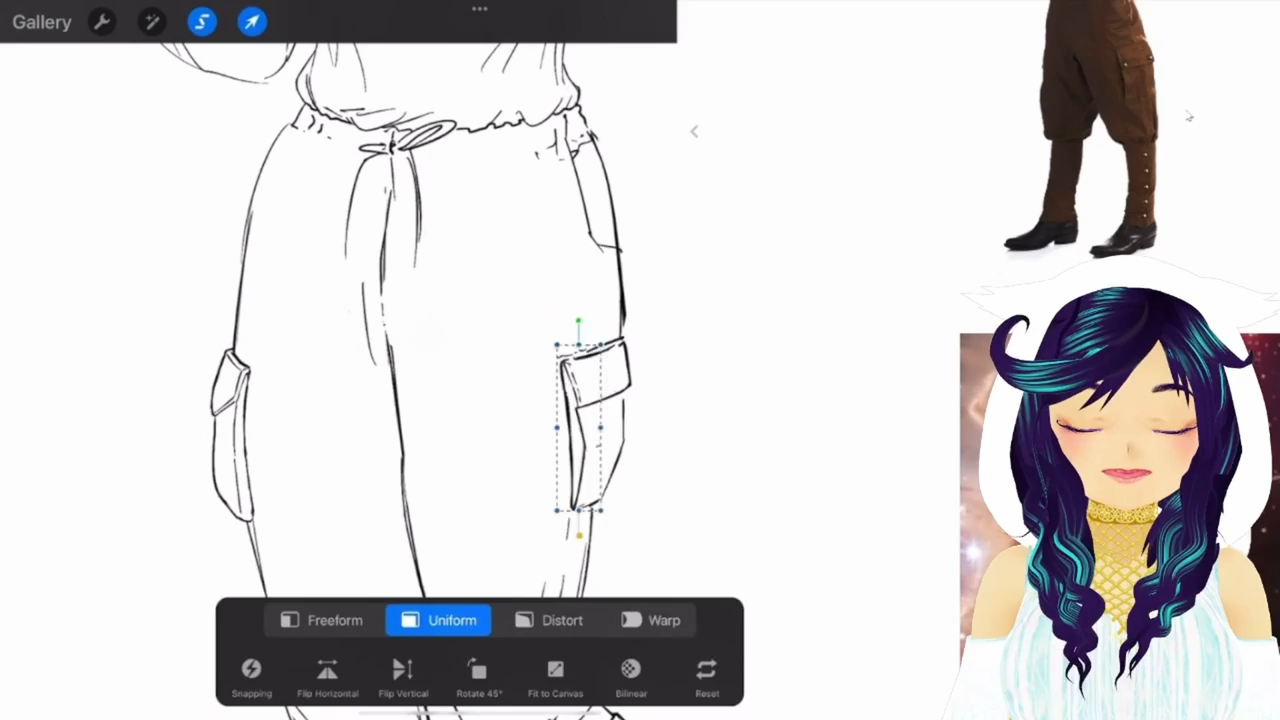 Gallery
Freeform Uniform Distort Warp
Snapping Flip Horizontal Flip Vertical Rotate 45° Fit to Canvas Bilinear Reset